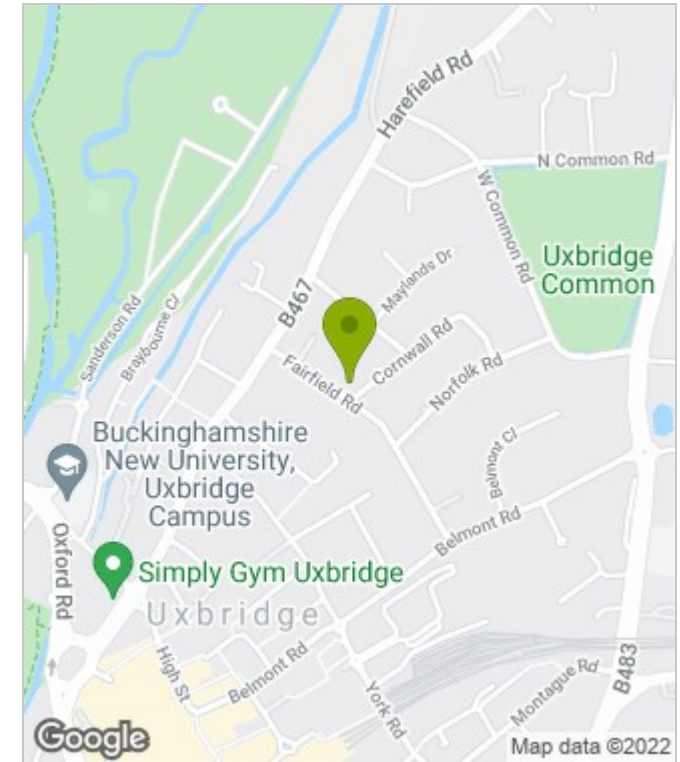 Harefield Rd
N Common Rd
W Common Rd
Uxbridge
Common
Maylands Dr
B467
Sanderson Rd
Braybourne Cl
Cornwall Rd
Fairfield Rd
Norfolk Rd
Buckinghamshire
New University,
Uxbridge
Campus
Belmont Cl
Belmont Rd
Oxford Rd
Simply Gym Uxbridge
Uxbridge
High St
Belmont Rd
York Rd
Montague Rd
B483
Google
Map data ©2022